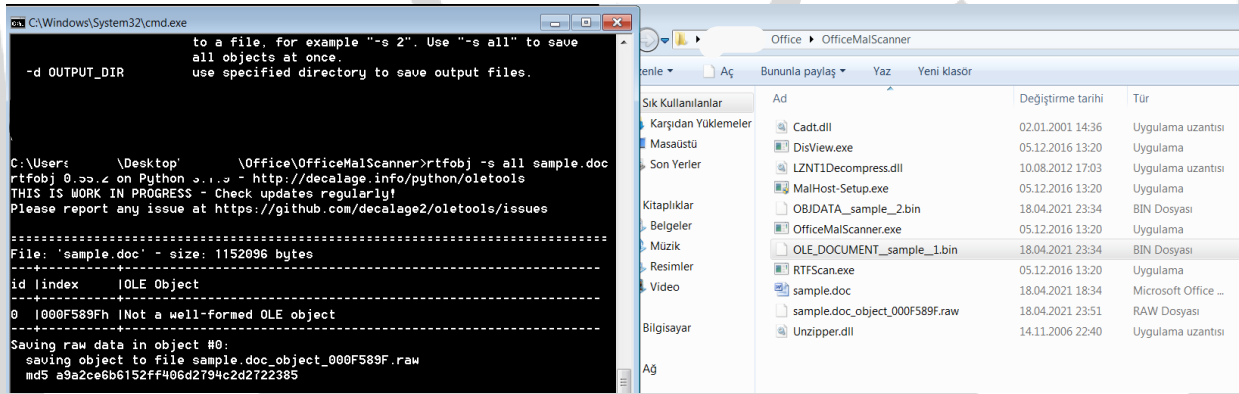 C:\Windows\System32\cmd.exe
to a file, for example "-s 2". Use "-s all" to save
all objects at once.
-d OUTPUT_DIR use specified directory to save output files.
C:\Users \Desktop \Office\OfficeMalScanner>rtfobj -s all sample.doc
rtfobj 0.55.2 on Python - http://decalage.info/python/oletools
THIS IS WORK IN PROGRESS - Check updates regularly!
Please report any issue at https://github.com/decalage2/oletools/issues
===============================================================================
File: 'sample.doc' - size: 1152096 bytes
---+----------+---------------------------------------------------------------
id |index |OLE Object
---+----------+---------------------------------------------------------------
0 |000F589Fh |Not a well-formed OLE object
---+----------+---------------------------------------------------------------
Saving raw data in object #0:
saving object to file sample.doc_object_000F589F.raw
md5 a9a2ce6b6152ff406d2794c2d2722385
Office OfficeMalScanner
Aç Bununla paylaş Yaz Yeni klasör
Sık Kullanılanlar
Karşıdan Yüklemeler
Masaüstü
Son Yerler
Kitaplıklar
Belgeler
Müzik
Resimler
Video
Bilgisayar
Ağ
Ad Değiştirme tarihi Tür
Cadt.dll 02.01.2001 14:36 Uygulama uzantısı
DisView.exe 05.12.2016 13:20 Uygulama
LZNT1Decompress.dll 10.08.2012 17:03 Uygulama uzantısı
MalHost-Setup.exe 05.12.2016 13:20 Uygulama
OBJDATA__sample__2.bin 18.04.2021 23:34 BIN Dosyası
OfficeMalScanner.exe 05.12.2016 13:20 Uygulama
OLE_DOCUMENT__sample__1.bin 18.04.2021 23:34 BIN Dosyası
RTFScan.exe 05.12.2016 13:20 Uygulama
sample.doc 18.04.2021 18:34 Microsoft Office ...
sample.doc_object_000F589F.raw 18.04.2021 23:51 RAW Dosyası
Unzipper.dll 14.11.2006 22:40 Uygulama uzantısı